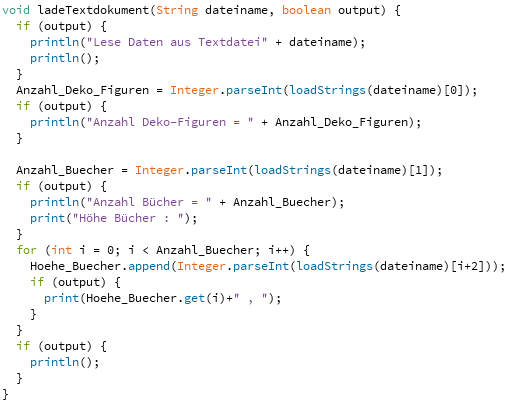 void ladeTextdokument(String dateiname, boolean output) {
  if (output) {
    println("Lese Daten aus Textdatei" + dateiname);
    println();
  }
  Anzahl_Deko_Figuren = Integer.parseInt(loadStrings(dateiname)[0]);
  if (output) {
    println("Anzahl Deko-Figuren = " + Anzahl_Deko_Figuren);
  }

  Anzahl_Buecher = Integer.parseInt(loadStrings(dateiname)[1]);
  if (output) {
    println("Anzahl Bücher = " + Anzahl_Buecher);
    print("Höhe Bücher : ");
  }
  for (int i = 0; i < Anzahl_Buecher; i++) {
    Hoehe_Buecher.append(Integer.parseInt(loadStrings(dateiname)[i+2]));
    if (output) {
      print(Hoehe_Buecher.get(i)+" , ");
    }
  }
  if (output) {
    println();
  }
}